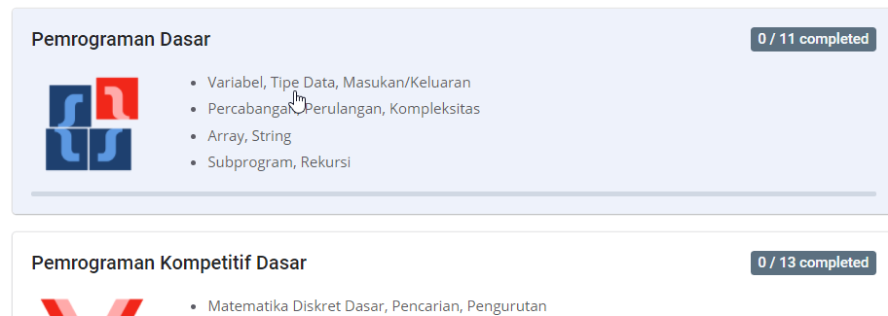 Pemrograman Dasar
0 / 11 completed
Variabel, Tipe Data, Masukan/Keluaran
Percabangan, Perulangan, Kompleksitas
Array, String
Subprogram, Rekursi
Pemrograman Kompetitif Dasar
0 / 13 completed
Matematika Diskret Dasar, Pencarian, Pengurutan